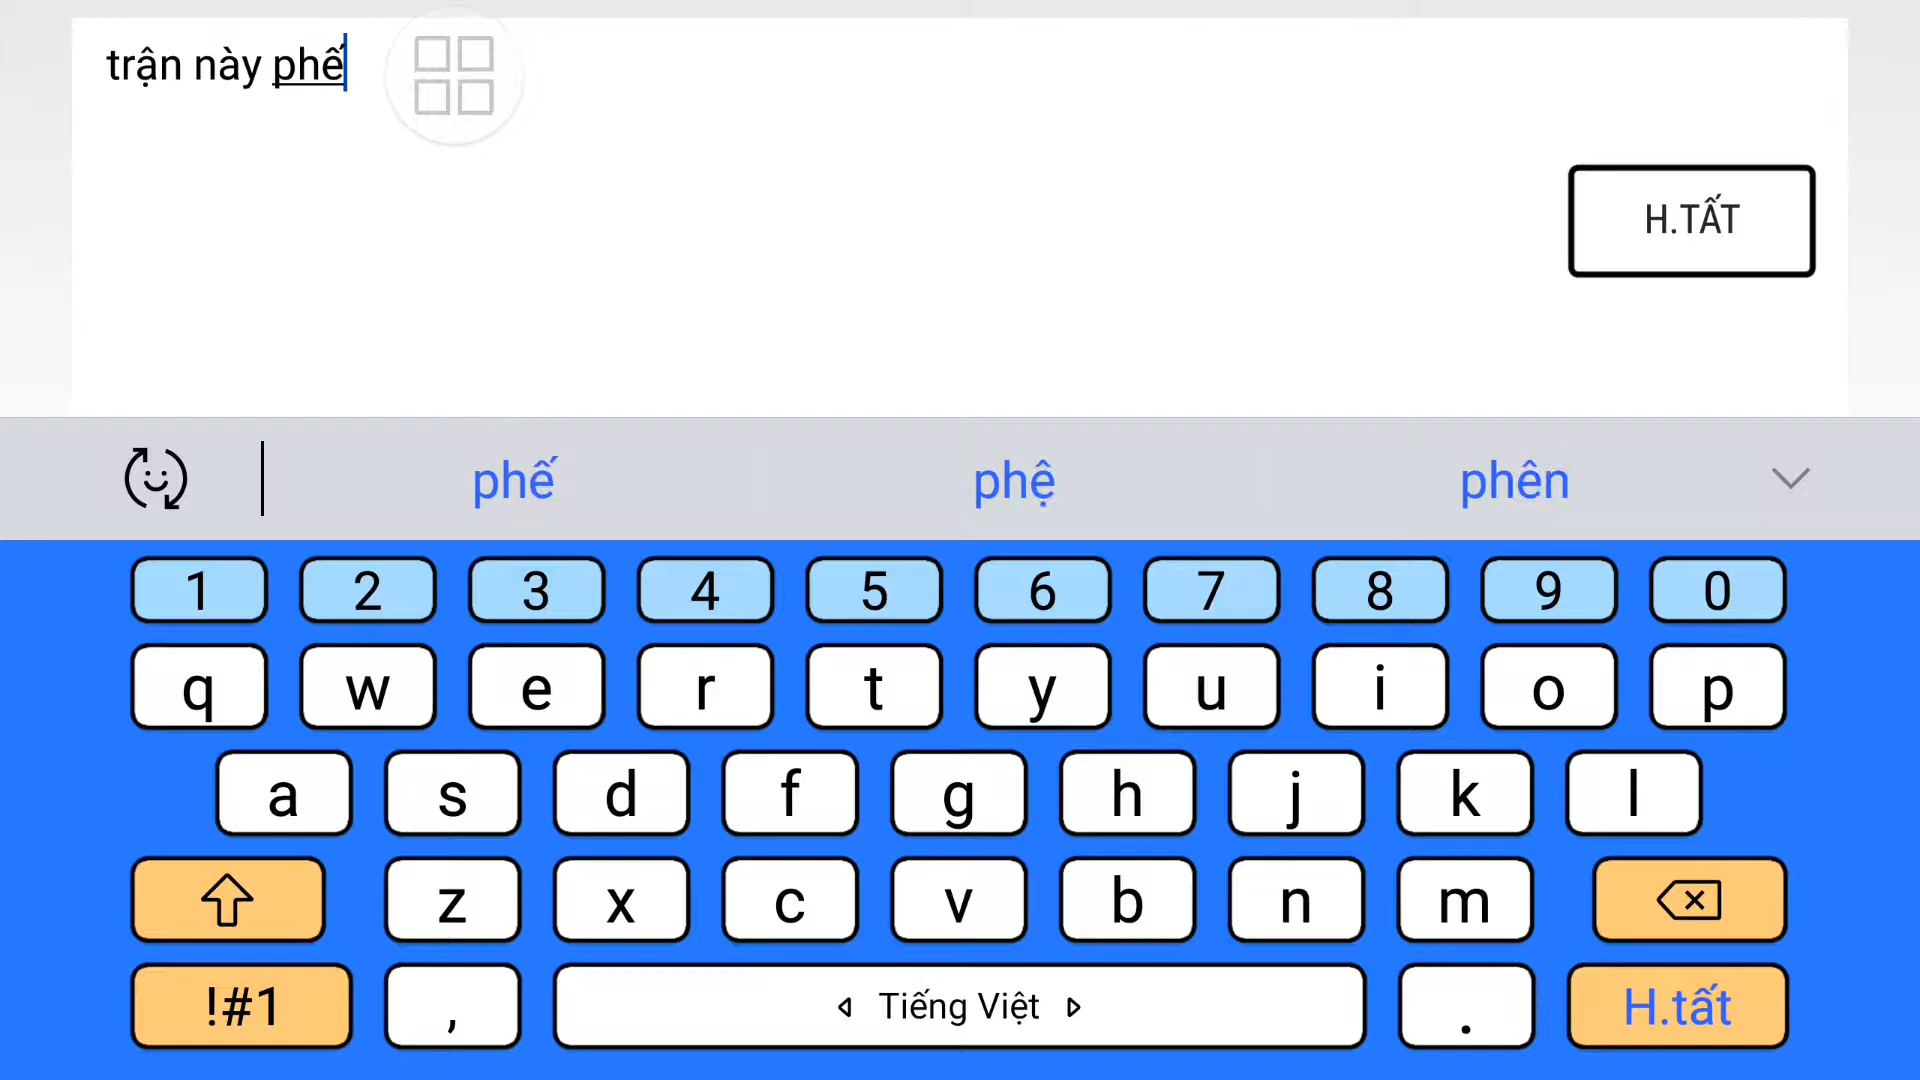 trận này phế
H.TẤT
phế phệ phên
1 2 3 4 5 6 7 8 9 0
q w e r t y u i o p
a s d f g h j k l
z x c v b n m
!#1 , Tiếng Việt . H.tất